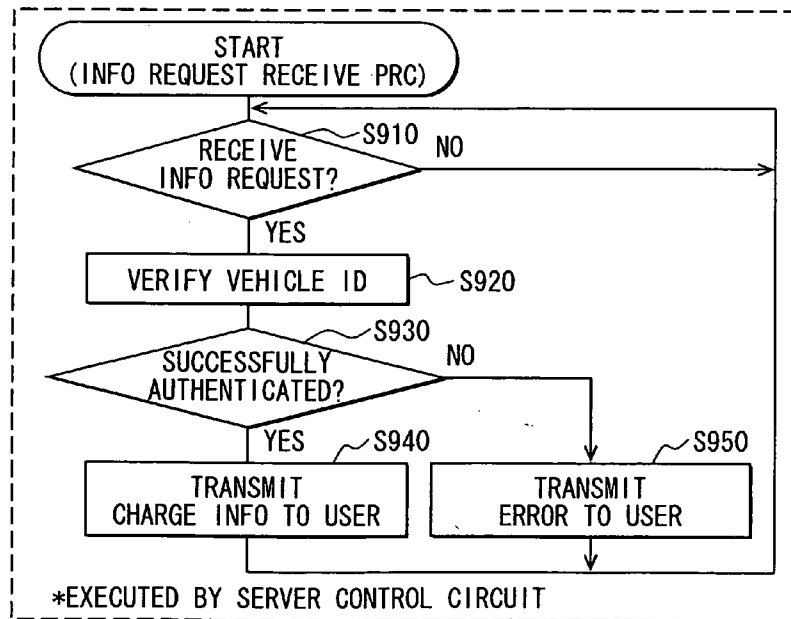 START
(INFO REQUEST RECEIVE PRC)
S910
RECEIVE
INFO REQUEST?
NO
YES
VERIFY VEHICLE ID
S920
S930
SUCCESSFULLY
AUTHENTICATED?
NO
YES
S940
S950
TRANSMIT
CHARGE INFO TO USER
TRANSMIT
ERROR TO USER
*EXECUTED BY SERVER CONTROL CIRCUIT